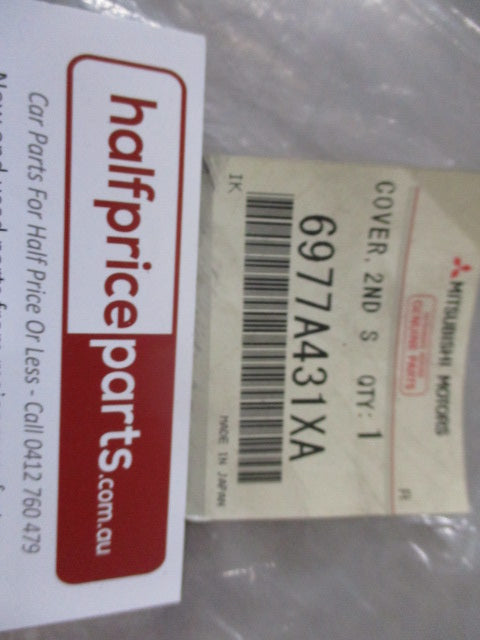 halfpriceparts.com.au
Car Parts For Half Price Or Less - Call 0412 760 479
MITSUBISHI MOTORS
GENUINE PARTS
COVER, 2ND S QTY: 1
6977A431XA
1K
MADE IN JAPAN